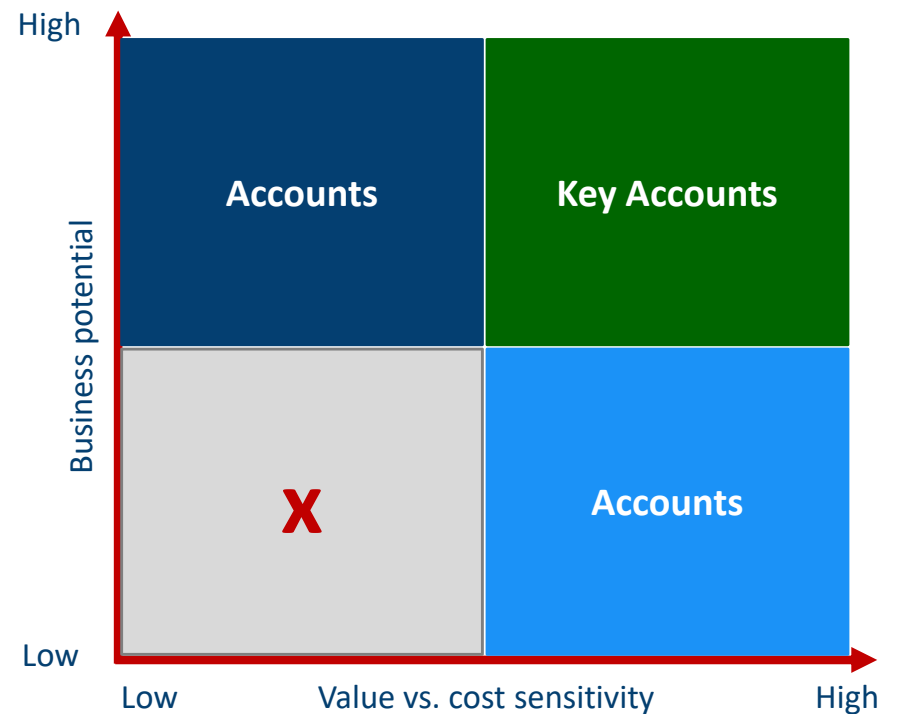 High
Accounts
Key Accounts
Business potential
X
Accounts
Low
Low
Value vs. cost sensitivity
High